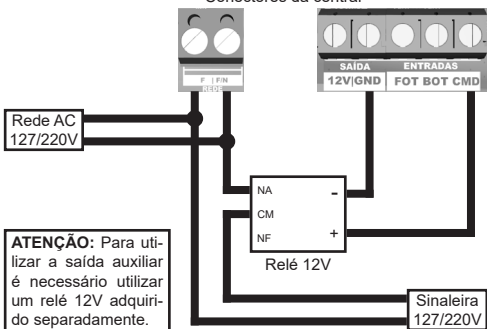 Conectores da central
F | F/N
REDE
SAÍDA
ENTRADAS
12V|GND
FOT BOT CMD
Rede AC
127/220V
NA
-
CM
NF
+
Relé 12V
ATENÇÃO: Para uti-
lizar a saída auxiliar
é necessário utilizar
um relé 12V adquiri-
do separadamente.
Sinaleira
127/220V